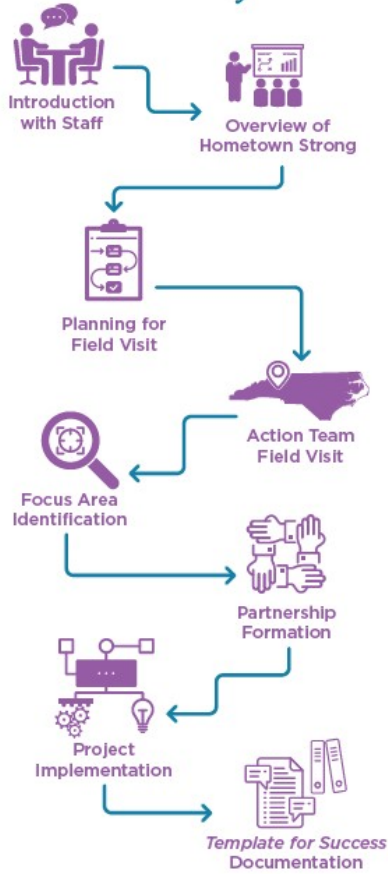 Introduction
with Staff
Overview of
Hometown Strong
Planning for
Field Visit
Action Team
Field Visit
Focus Area
Identification
Partnership
Formation
Project
Implementation
Template for Success
Documentation